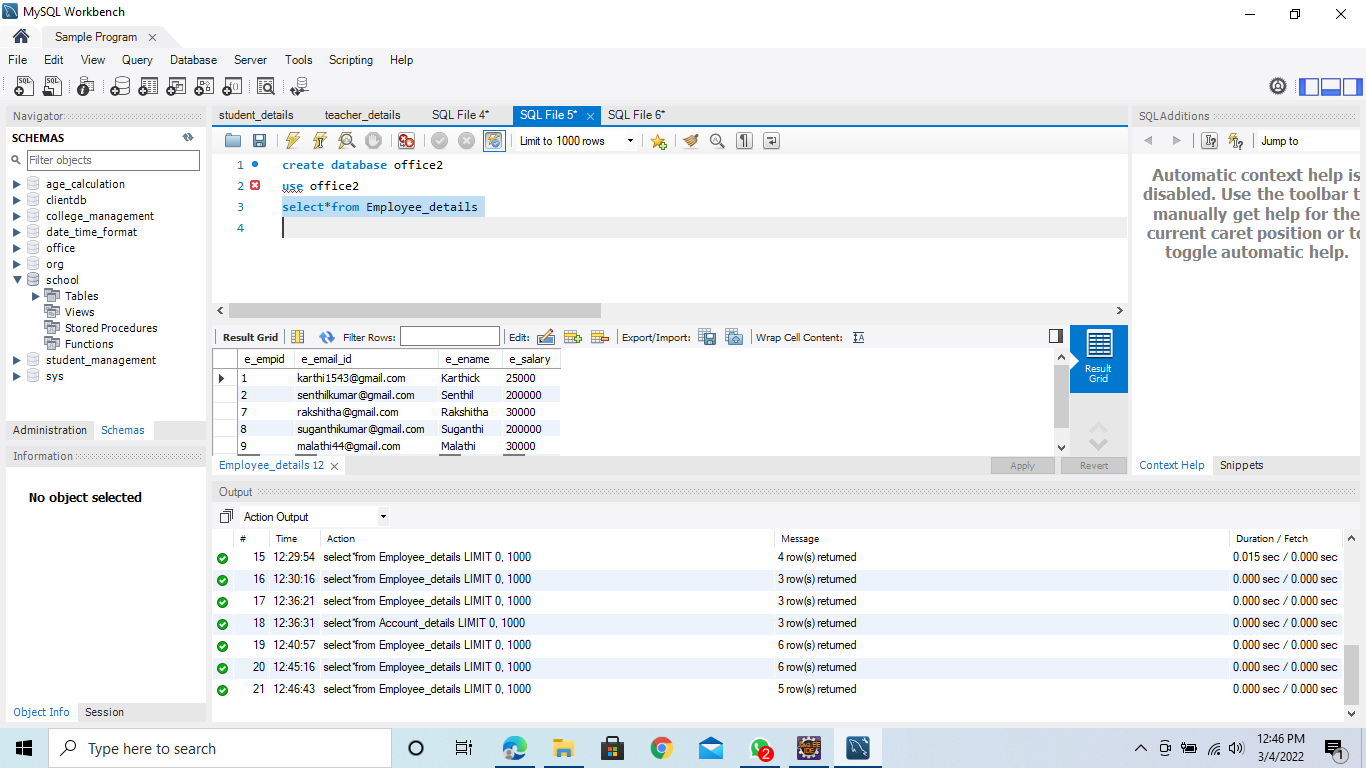 MySQL Workbench
Sample Program
File Edit View Query Database Server Tools Scripting Help
Navigator
SCHEMAS
Filter objects
age_calculation
clientdb
college_management
date_time_format
office
org
school
Tables
Views
Stored Procedures
Functions
student_management
sys
Administration Schemas
Information
No object selected
Object Info Session
student_details teacher_details SQL File 4* SQL File 5* SQL File 6*
Limit to 1000 rows
1 create database office2
2 use office2
3 select*from Employee_details
4
Result Grid Filter Rows: Edit: Export/Import: Wrap Cell Content:
e_empid e_email_id e_ename e_salary
1 karthi1543@gmail.com Karthick 25000
2 senthilkumar@gmail.com Senthil 200000
7 rakshitha@gmail.com Rakshitha 30000
8 suganthikumar@gmail.com Suganthi 200000
9 malathi44@gmail.com Malathi 30000
Result
Grid
Employee_details 12 Apply Revert
SQLAdditions
Jump to
Automatic context help is
disabled. Use the toolbar t
manually get help for the
current caret position or to
toggle automatic help.
Context Help Snippets
Output
Action Output
# Time Action Message Duration / Fetch
15 12:29:54 select*from Employee_details LIMIT 0, 1000 4 row(s) returned 0.015 sec / 0.000 sec
16 12:30:16 select*from Employee_details LIMIT 0, 1000 3 row(s) returned 0.000 sec / 0.000 sec
17 12:36:21 select*from Employee_details LIMIT 0, 1000 3 row(s) returned 0.000 sec / 0.000 sec
18 12:36:31 select*from Account_details LIMIT 0, 1000 3 row(s) returned 0.000 sec / 0.000 sec
19 12:40:57 select*from Employee_details LIMIT 0, 1000 6 row(s) returned 0.000 sec / 0.000 sec
20 12:45:16 select*from Employee_details LIMIT 0, 1000 6 row(s) returned 0.000 sec / 0.000 sec
21 12:46:43 select*from Employee_details LIMIT 0, 1000 5 row(s) returned 0.000 sec / 0.000 sec
Type here to search
2
12:46 PM
3/4/2022
1